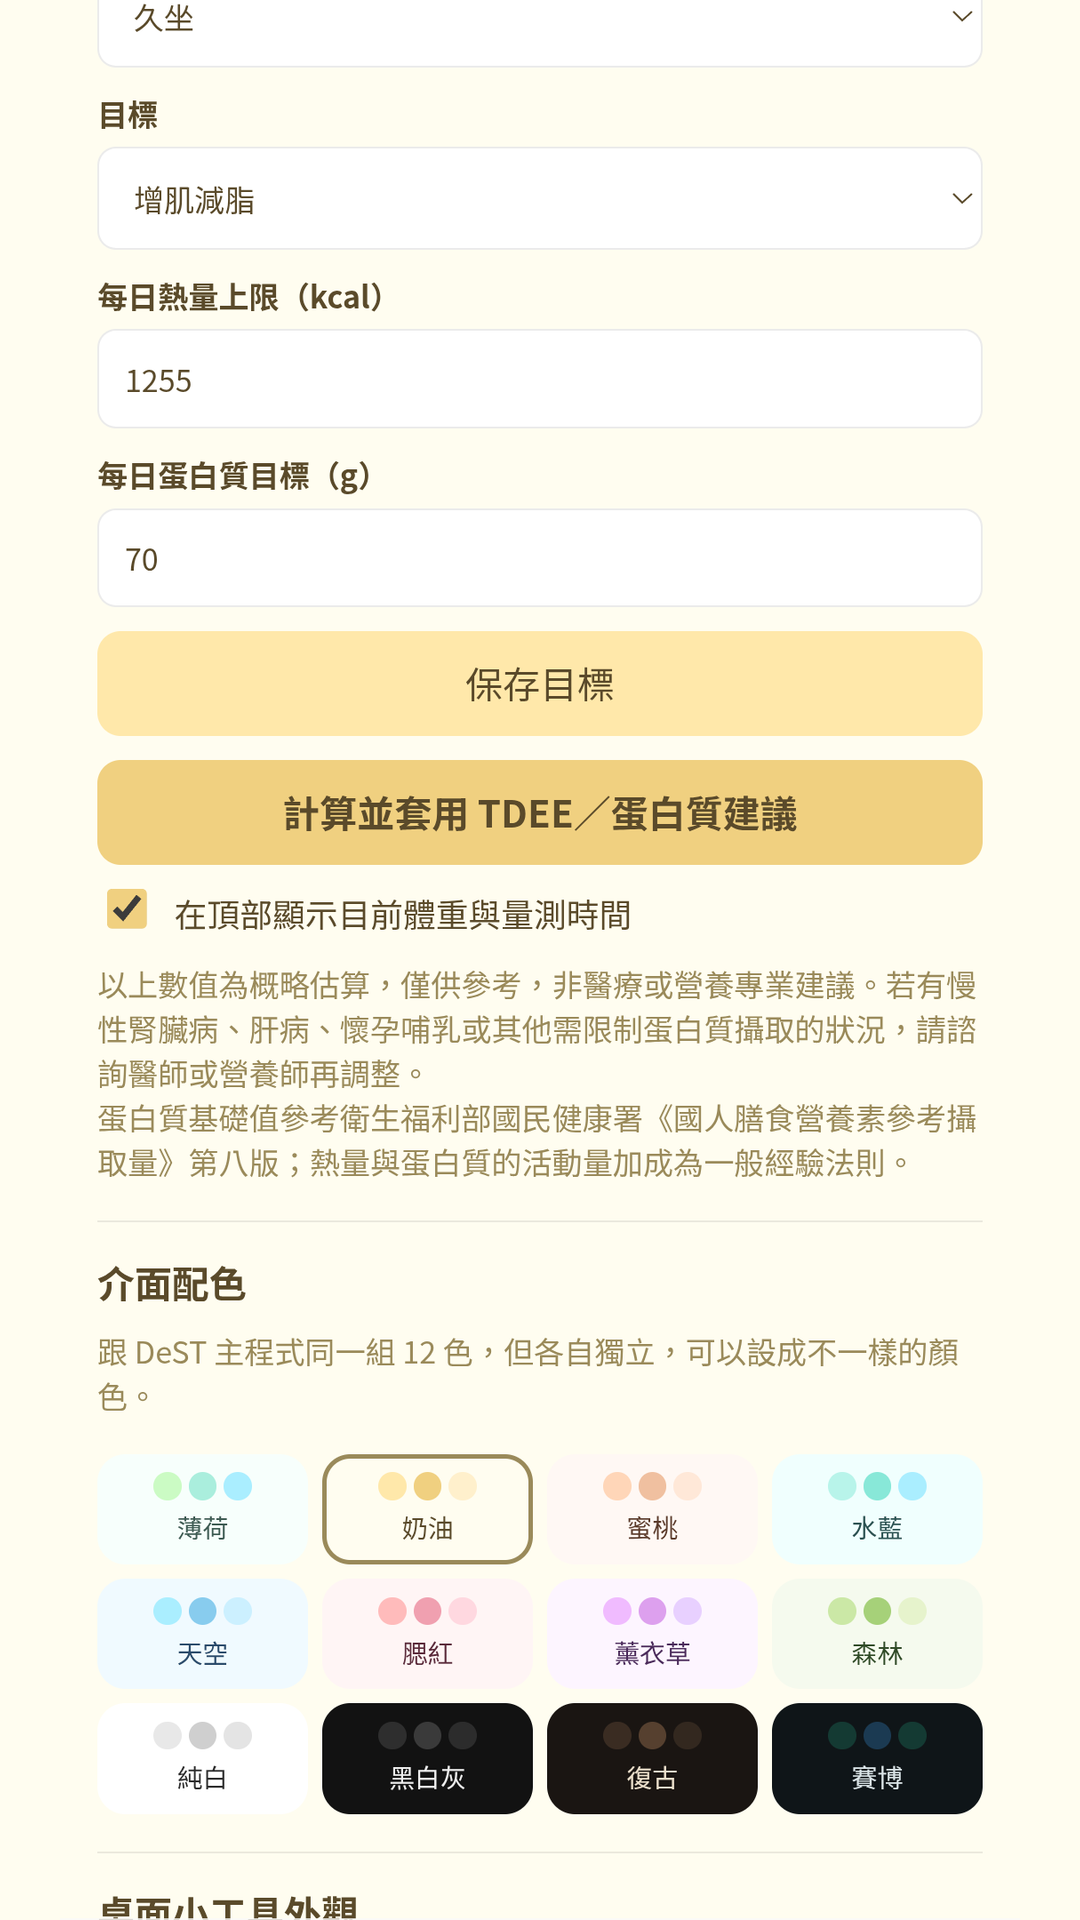 久坐
目標
增肌減脂
每日熱量上限（kcal）
1255
每日蛋白質目標（g）
70
保存目標
計算並套用 TDEE／蛋白質建議
在頂部顯示目前體重與量測時間
以上數值為概略估算，僅供參考，非醫療或營養專業建議。若有慢
性腎臟病、肝病、懷孕哺乳或其他需限制蛋白質攝取的狀況，請諮
詢醫師或營養師再調整。
蛋白質基礎值參考衛生福利部國民健康署《國人膳食營養素參考攝
取量》第八版；熱量與蛋白質的活動量加成為一般經驗法則。
介面配色
跟 DeST 主程式同一組 12 色，但各自獨立，可以設成不一樣的顏
色。
薄荷
奶油
蜜桃
水藍
天空
腮紅
薰衣草
森林
純白
黑白灰
復古
賽博
桌面小工具外觀